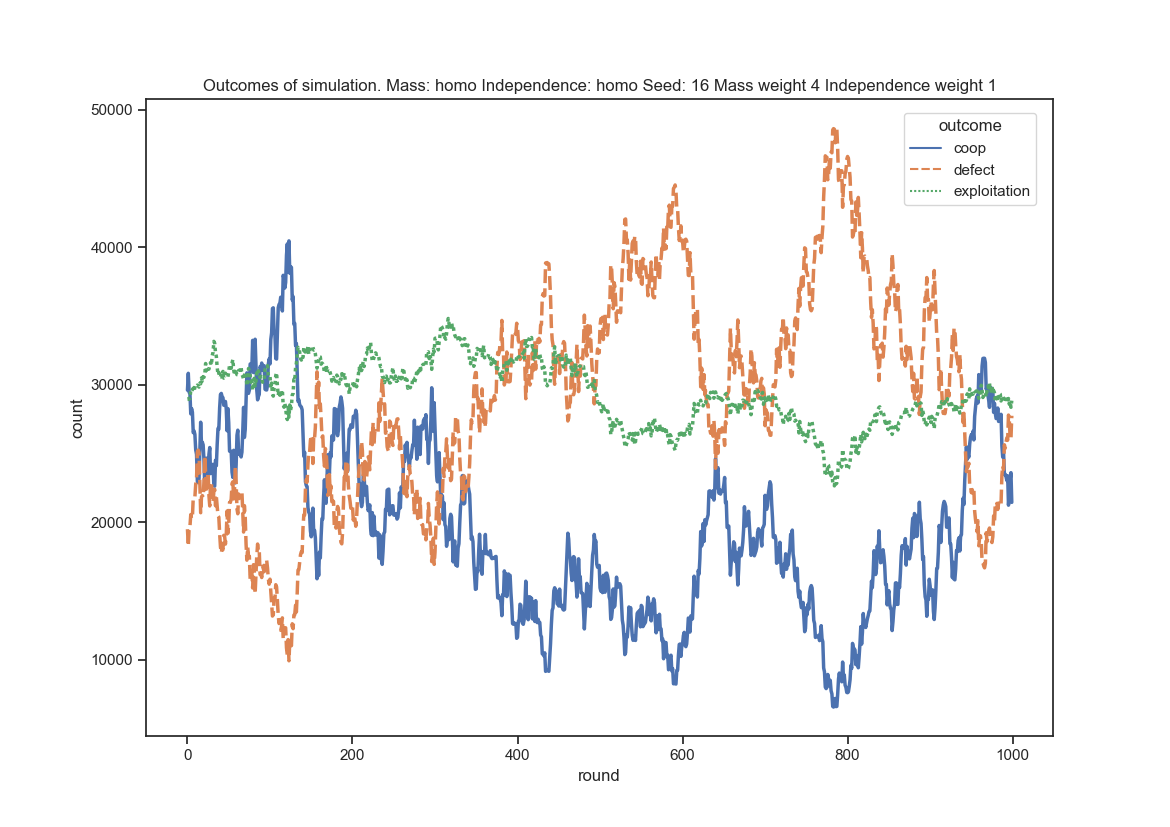 Outcomes of simulation. Mass: homo Independence: homo Seed: 16 Mass weight 4 Independence weight 1
50000
40000
30000
20000
10000
count
outcome
coop
defect
exploitation
0
200
400
600
800
1000
round